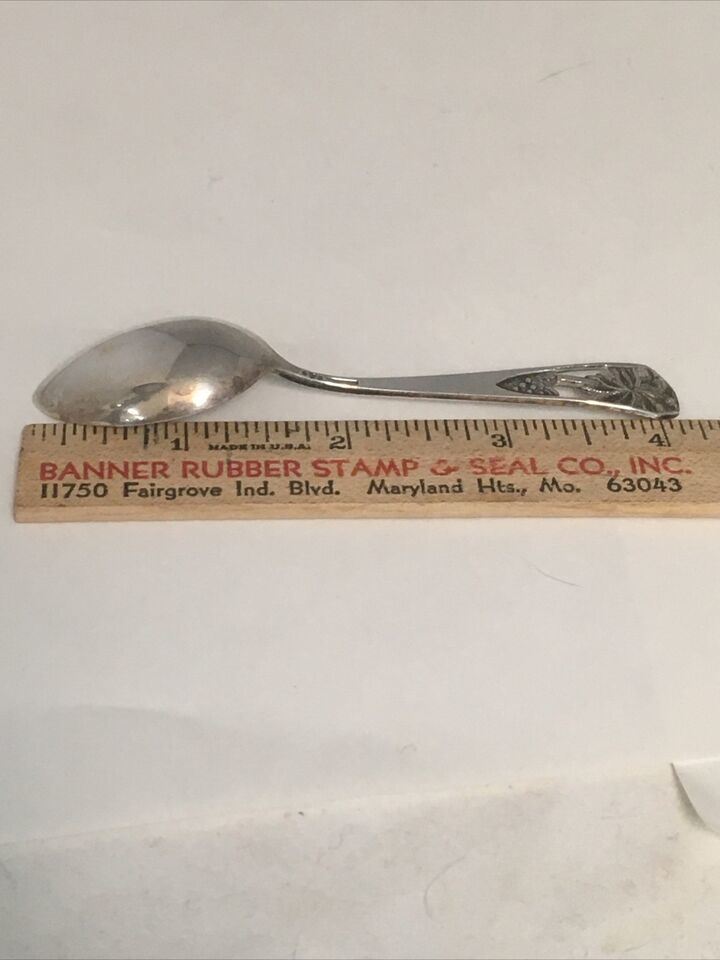 1 MADE IN U.S.A. 2 3 4
BANNER RUBBER STAMP & SEAL CO., INC.
11750 Fairgrove Ind. Blvd. Maryland Hts., Mo. 63043